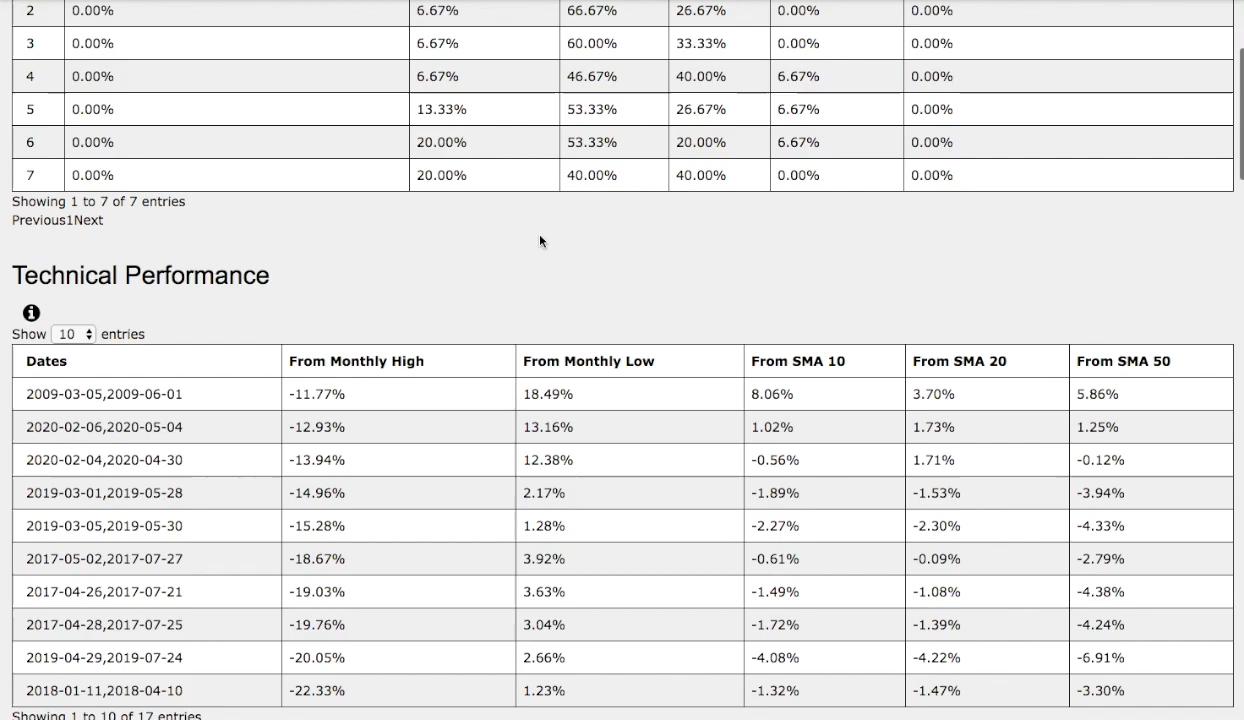 2 0.00% 6.67% 66.67% 26.67% 0.00% 0.00%
3 0.00% 6.67% 60.00% 33.33% 0.00% 0.00%
4 0.00% 6.67% 46.67% 40.00% 6.67% 0.00%
5 0.00% 13.33% 53.33% 26.67% 6.67% 0.00%
6 0.00% 20.00% 53.33% 20.00% 6.67% 0.00%
7 0.00% 20.00% 40.00% 40.00% 0.00% 0.00%
Showing 1 to 7 of 7 entries
Previous1Next
Technical Performance
Show 10 entries
Dates From Monthly High From Monthly Low From SMA 10 From SMA 20 From SMA 50
2009-03-05,2009-06-01 -11.77% 18.49% 8.06% 3.70% 5.86%
2020-02-06,2020-05-04 -12.93% 13.16% 1.02% 1.73% 1.25%
2020-02-04,2020-04-30 -13.94% 12.38% -0.56% 1.71% -0.12%
2019-03-01,2019-05-28 -14.96% 2.17% -1.89% -1.53% -3.94%
2019-03-05,2019-05-30 -15.28% 1.28% -2.27% -2.30% -4.33%
2017-05-02,2017-07-27 -18.67% 3.92% -0.61% -0.09% -2.79%
2017-04-26,2017-07-21 -19.03% 3.63% -1.49% -1.08% -4.38%
2017-04-28,2017-07-25 -19.76% 3.04% -1.72% -1.39% -4.24%
2019-04-29,2019-07-24 -20.05% 2.66% -4.08% -4.22% -6.91%
2018-01-11,2018-04-10 -22.33% 1.23% -1.32% -1.47% -3.30%
Showing 1 to 10 of 17 entries